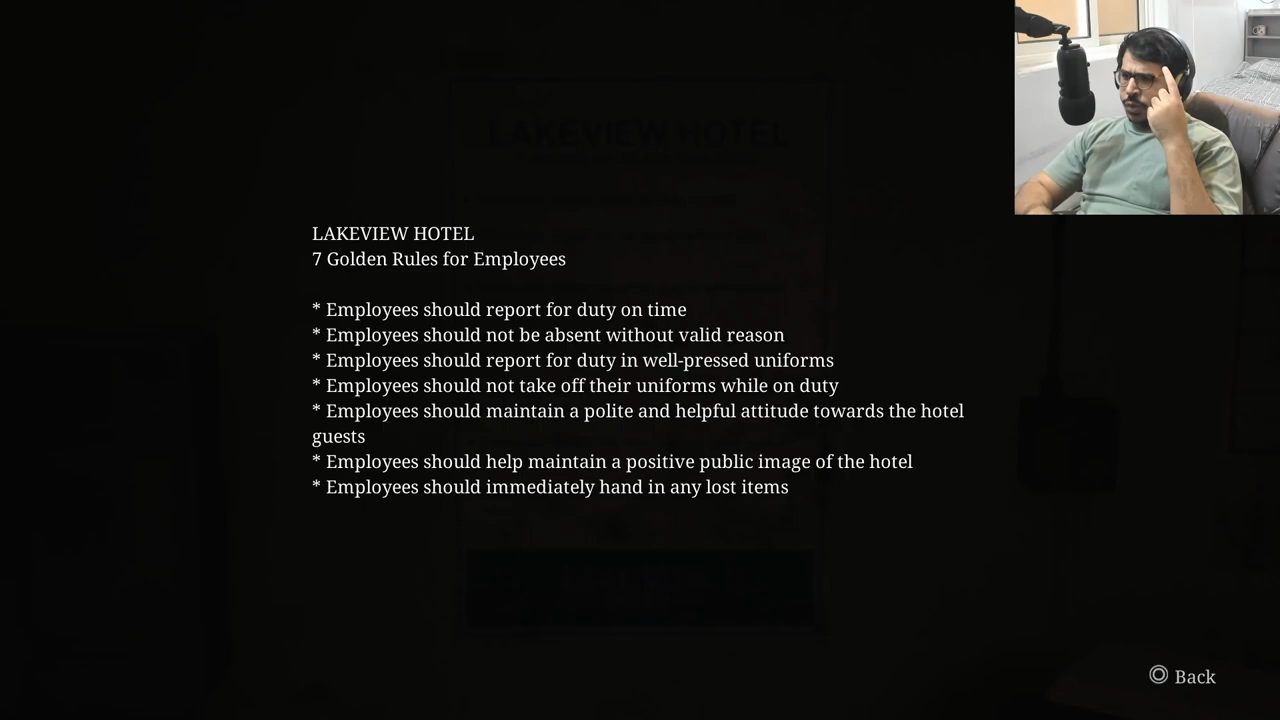 LAKEVIEW HOTEL
LAKEVIEW HOTEL
7 Golden Rules for Employees
* Employees should report for duty on time
* Employees should not be absent without valid reason
* Employees should report for duty in well-pressed uniforms
* Employees should not take off their uniforms while on duty
* Employees should maintain a polite and helpful attitude towards the hotel
guests
* Employees should help maintain a positive public image of the hotel
* Employees should immediately hand in any lost items
Back